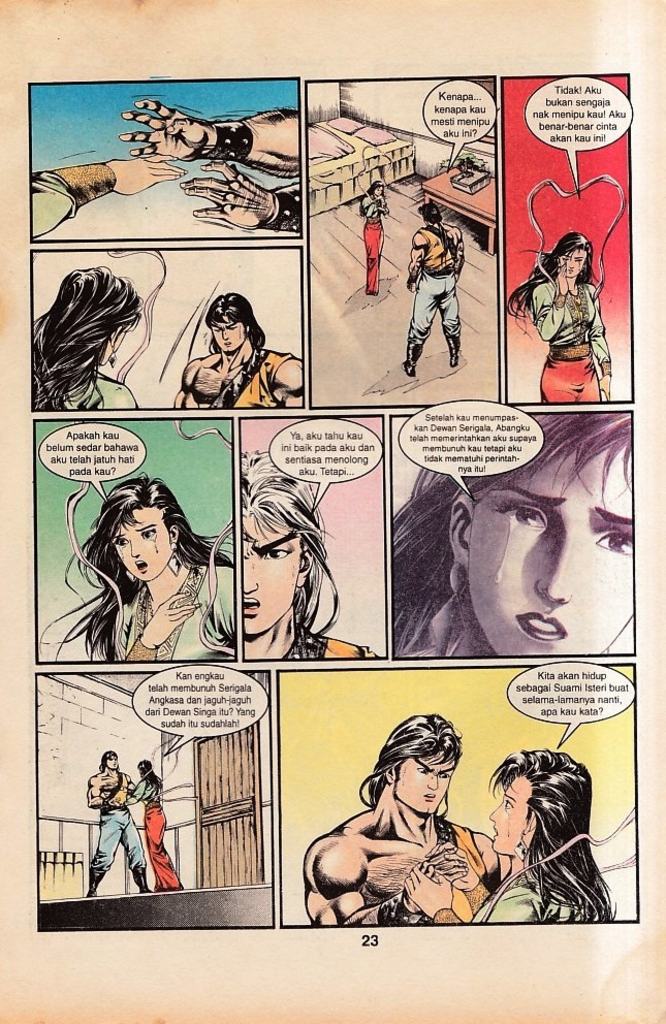 Kenapa...
kenapa kau
mesti menipu
aku ini?
Tidak! Aku
bukan sengaja
nak menipu kau! Aku
benar-benar cinta
akan kau ini!
Apakah kau
belum sedar bahawa
aku telah jatuh hati
pada kau?
Ya, aku tahu kau
ini baik pada aku dan
sentiasa menolong
aku. Tetapi...
Setelah kau menumpas-
kan Dewan Serigala, Abangku
telah memerintahkan aku supaya
membunuh kau tetapi aku
tidak mematuhi perintah-
nya itu!
Kan engkau
telah membunuh Serigala
Angkasa dan jaguh-jaguh
dari Dewan Singa itu? Yang
sudah itu sudahlah!
Kita akan hidup
sebagai Suami Isteri buat
selama-lamanya nanti,
apa kau kata?
23